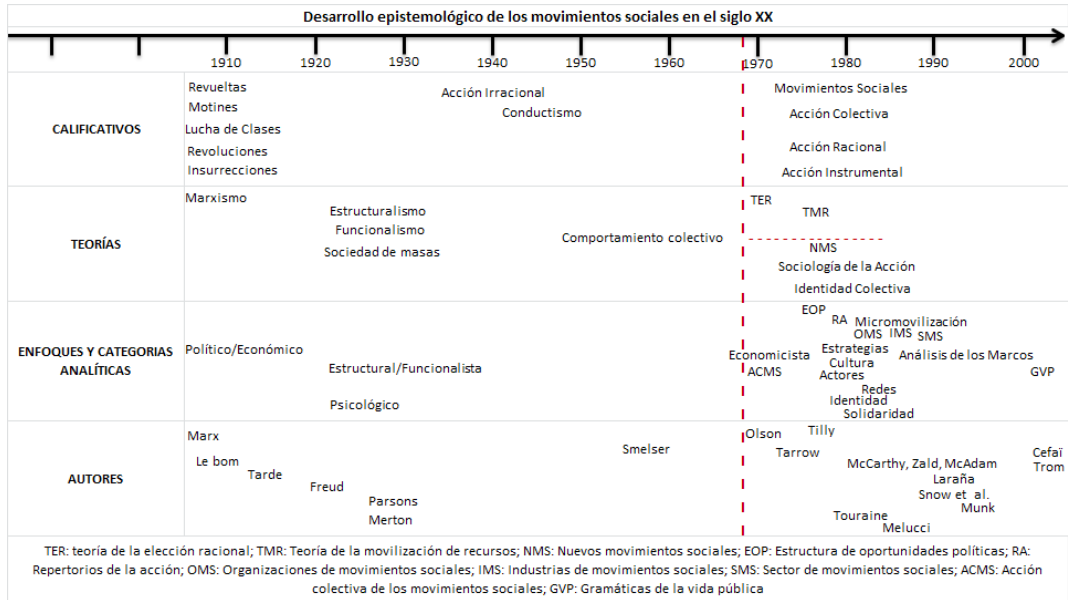 Desarrollo epistemológico de los movimientos sociales en el siglo XX
1910 1920 1930 1940 1950 1960 1970 1980 1990 2000
CALIFICATIVOS
Revueltas
Motines
Lucha de Clases
Revoluciones
Insurrecciones
Acción Irracional
Conductismo
Movimientos Sociales
Acción Colectiva
Acción Racional
Acción Instrumental
TEORÍAS
Marxismo
Estructuralismo
Funcionalismo
Sociedad de masas
Comportamiento colectivo
TER
TMR
NMS
Sociología de la Acción
Identidad Colectiva
ENFOQUES Y CATEGORIAS
ANALÍTICAS
Político/Económico
Estructural/Funcionalista
Psicológico
EOP
RA Micromovilización
OMS IMS SMS
Economicista Estrategias Análisis de los Marcos
Cultura
ACMS Actores GVP
Redes
Identidad
Solidaridad
AUTORES
Marx
Le bom
Tarde
Freud
Parsons
Merton
Smelser
Olson Tilly
Tarrow Cefaï
McCarthy, Zald, McAdam Trom
Laraña
Snow et al.
Munk
Touraine
Melucci
TER: teoría de la elección racional; TMR: Teoría de la movilización de recursos; NMS: Nuevos movimientos sociales; EOP: Estructura de oportunidades políticas; RA:
Repertorios de la acción; OMS: Organizaciones de movimientos sociales; IMS: Industrias de movimientos sociales; SMS: Sector de movimientos sociales; ACMS: Acción
colectiva de los movimientos sociales; GVP: Gramáticas de la vida pública